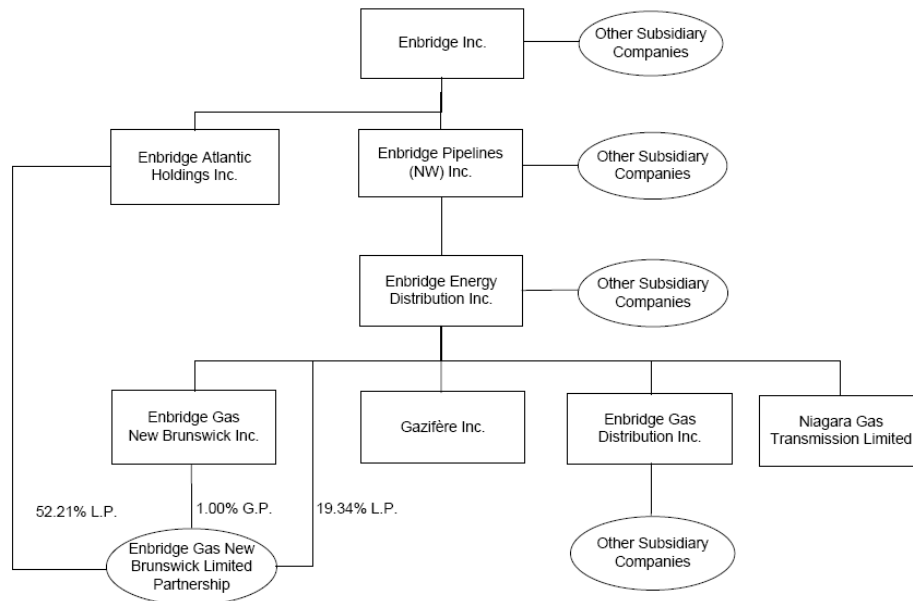 Enbridge Inc.
Other Subsidiary
Companies
Enbridge Atlantic
Holdings Inc.
Enbridge Pipelines
(NW) Inc.
Other Subsidiary
Companies
Enbridge Energy
Distribution Inc.
Other Subsidiary
Companies
Enbridge Gas
New Brunswick Inc.
Gazifère Inc.
Enbridge Gas
Distribution Inc.
Niagara Gas
Transmission Limited
52.21% L.P.
1.00% G.P.
19.34% L.P.
Enbridge Gas New
Brunswick Limited
Partnership
Other Subsidiary
Companies